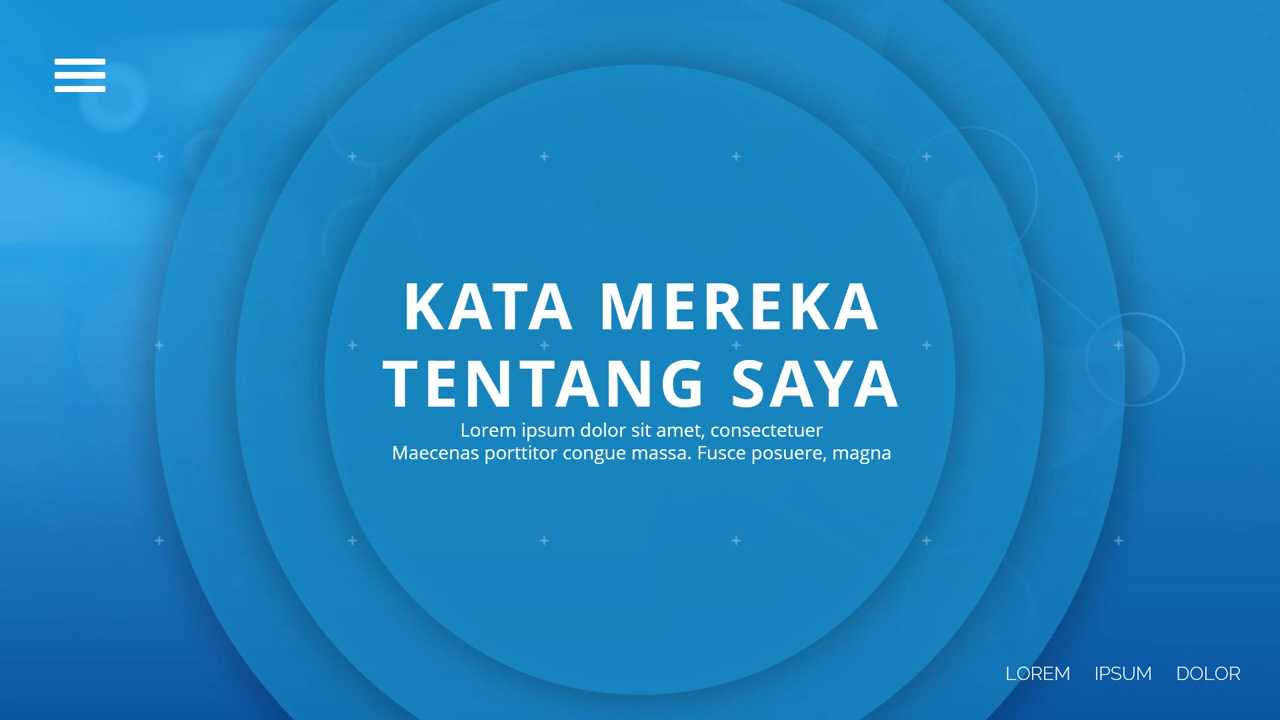 KATA MEREKA
TENTANG SAYA
Lorem ipsum dolor sit amet, consectetuer
Maecenas porttitor congue massa. Fusce posuere, magna
LOREM IPSUM DOLOR